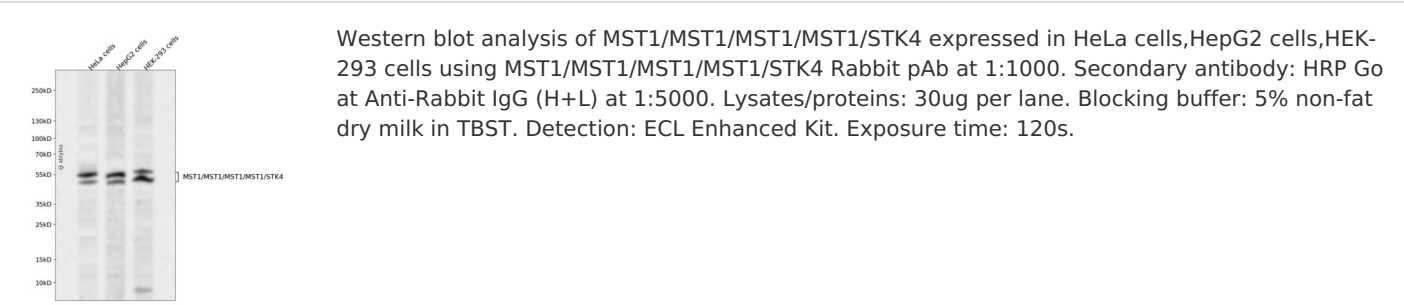 HeLa cells
HepG2 cells
HEK-293 cells
250kD
130kD
100kD
70kD
55kD
35kD
25kD
15kD
10kD
@ abiybio
MST1/MST1/MST1/MST1/STK4
Western blot analysis of MST1/MST1/MST1/MST1/STK4 expressed in HeLa cells,HepG2 cells,HEK-
293 cells using MST1/MST1/MST1/MST1/STK4 Rabbit pAb at 1:1000. Secondary antibody: HRP Go
at Anti-Rabbit IgG (H+L) at 1:5000. Lysates/proteins: 30ug per lane. Blocking buffer: 5% non-fat
dry milk in TBST. Detection: ECL Enhanced Kit. Exposure time: 120s.